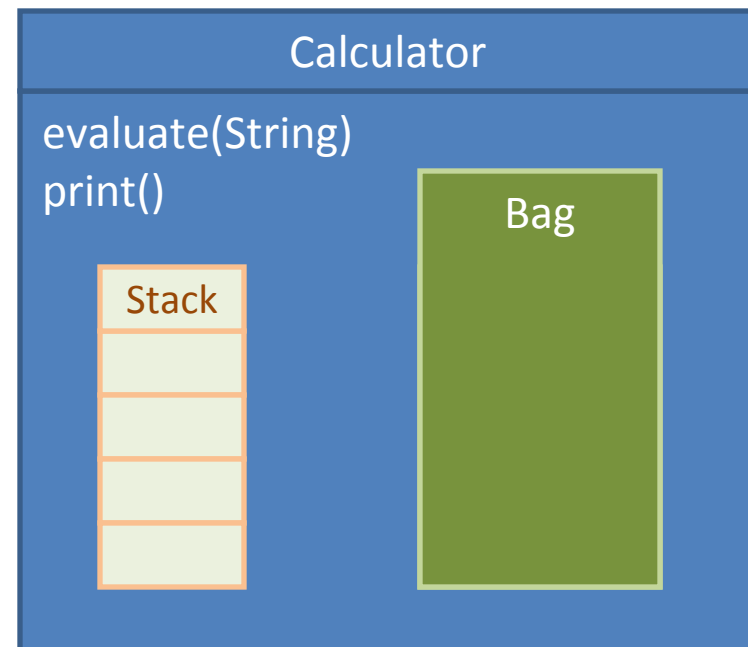 Calculator
evaluate(String)
print()
Bag
Stack